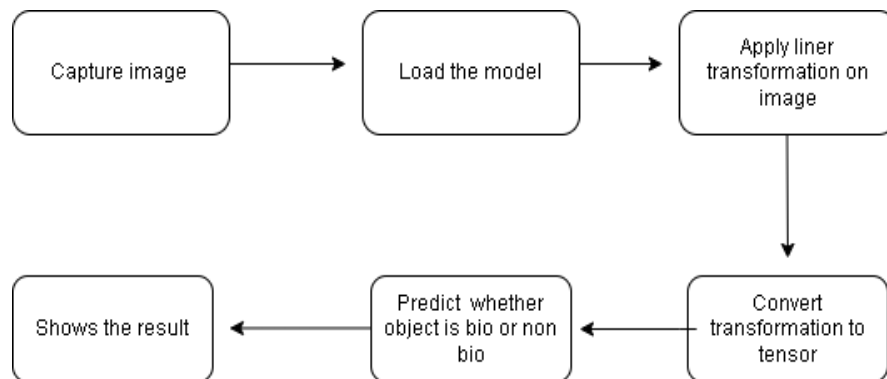 Capture image
Load the model
Apply liner
transformation on
image
Convert
transformation to
tensor
Predict whether
object is bio or non
bio
Shows the result